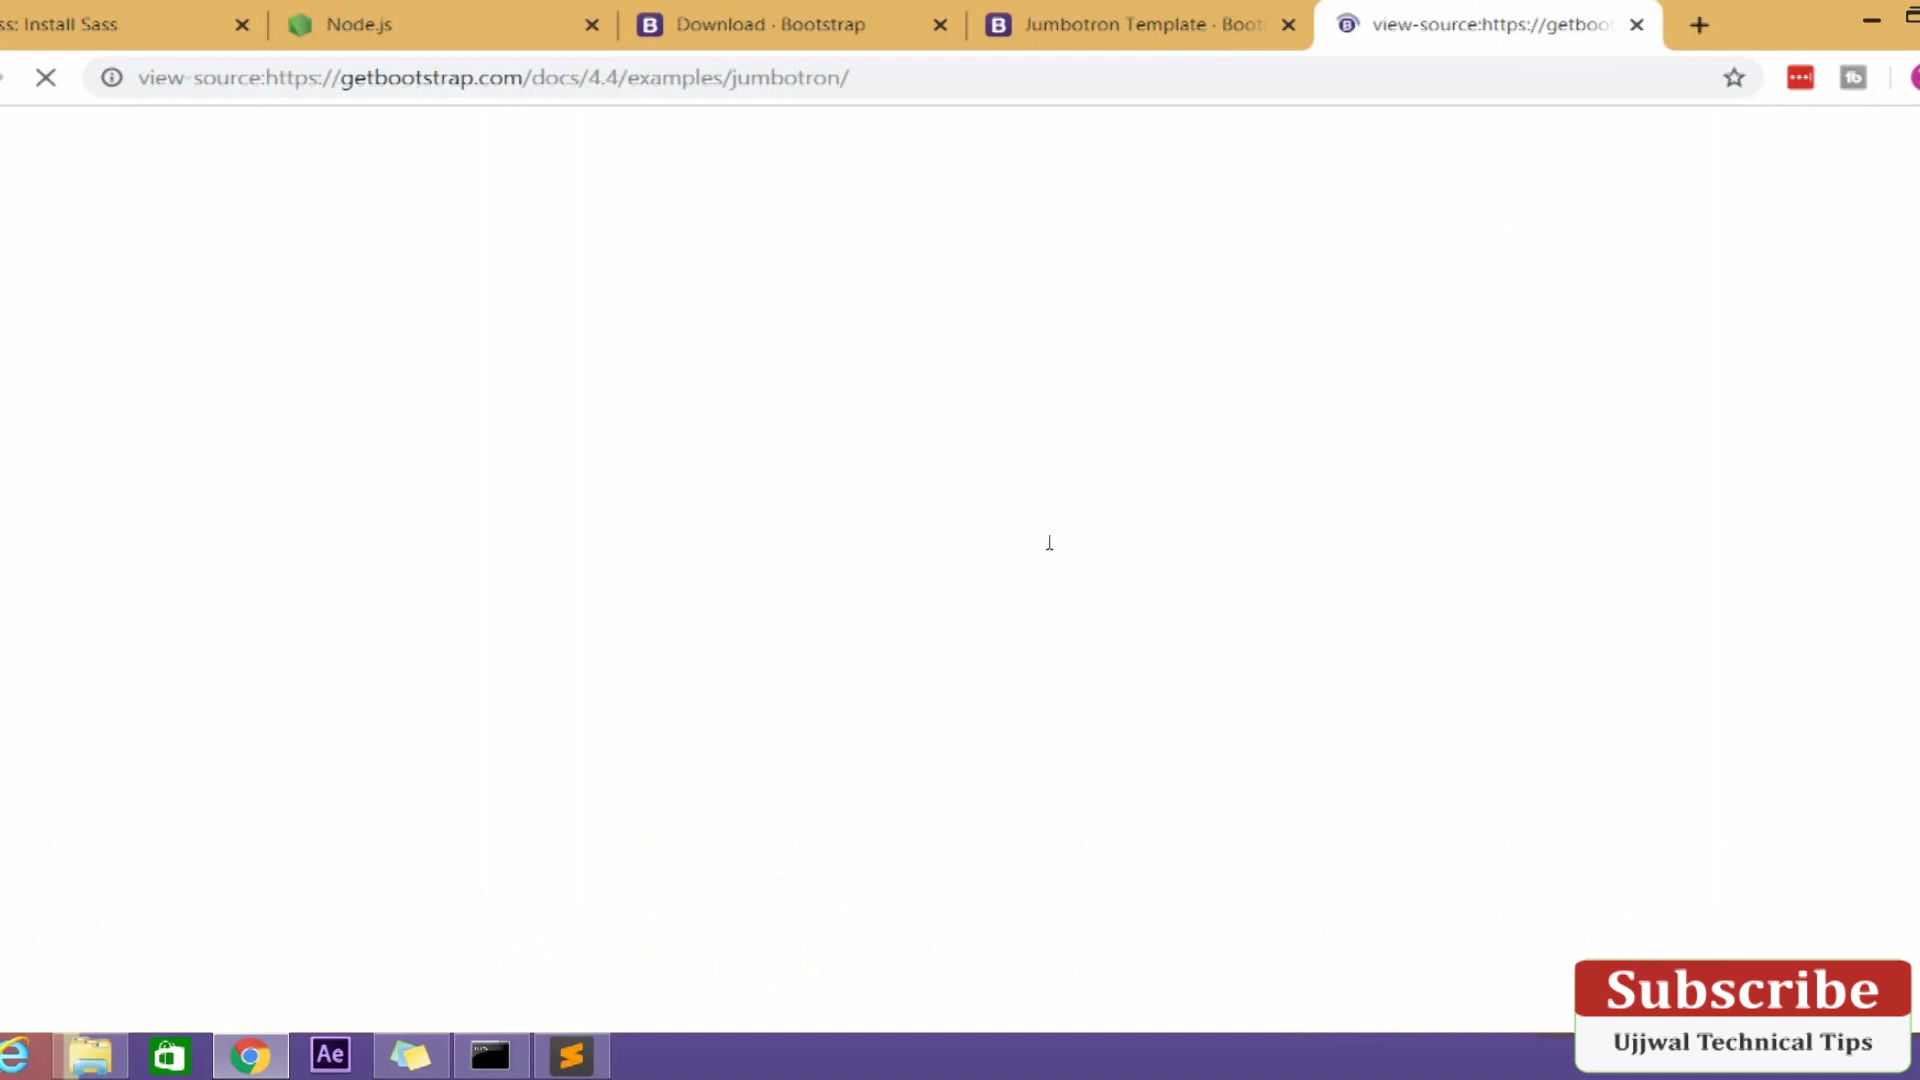 ss: Install Sass
Node.js
Download · Bootstrap
Jumbotron Template · Boot
view-source:https://getboot
view-source:https://getbootstrap.com/docs/4.4/examples/jumbotron/
Ae
Subscribe
Ujjwal Technical Tips